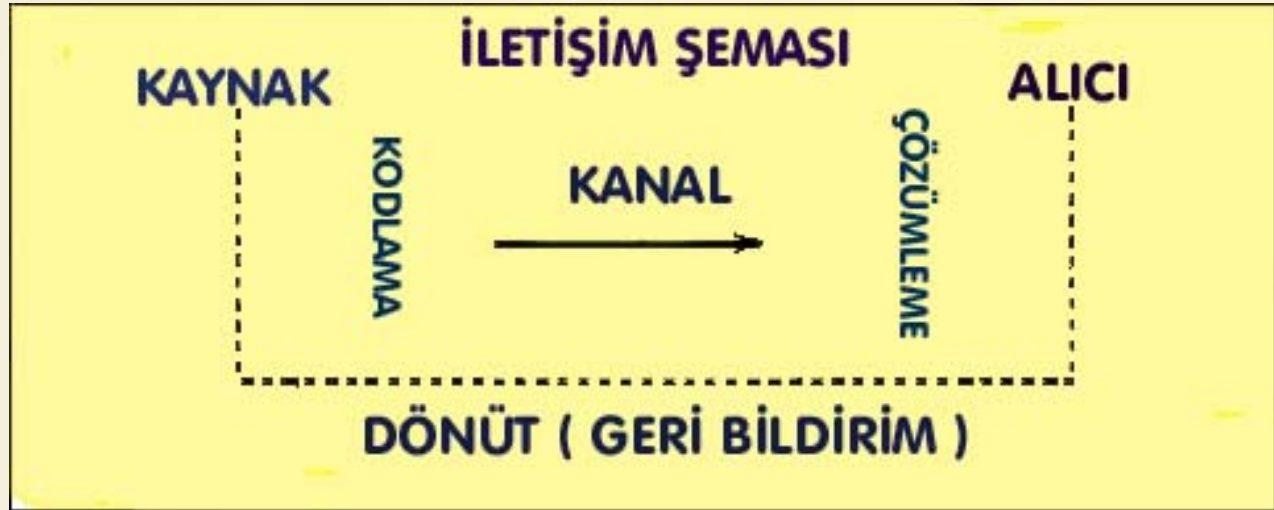 İLETİŞİM ŞEMASI
KAYNAK
ALICI
KODLAMA
KANAL
ÇÖZÜMLEME
DÖNÜT ( GERİ BİLDİRİM )